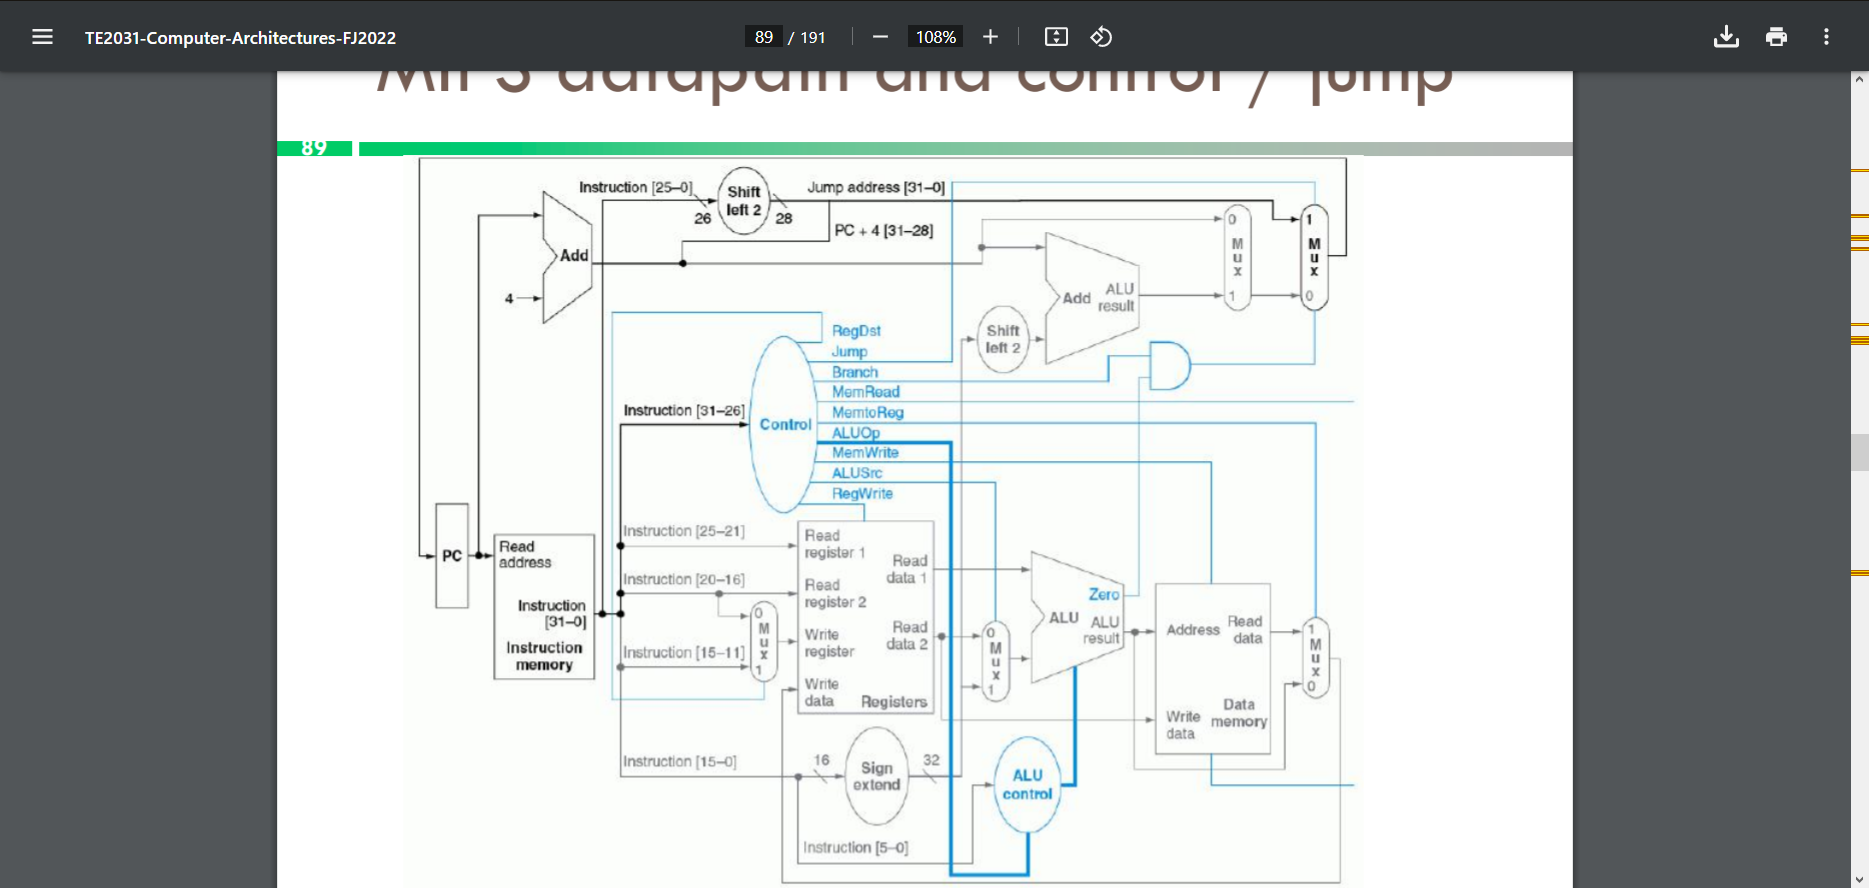 TE2031-Computer-Architectures-FJ2022
89 / 191
108%
MIPS datapath and control / jump
89
Instruction [25–0]
Shift
left 2
Jump address [31–0]
26
28
PC + 4 [31–28]
Add
4
0
M
u
x
1
1
M
u
x
0
Add
ALU
result
Shift
left 2
RegDst
Jump
Branch
MemRead
MemtoReg
ALUOp
MemWrite
ALUSrc
RegWrite
Instruction [31–26]
Control
PC
Read
address
Instruction
[31–0]
Instruction
memory
Instruction [25–21]
Instruction [20–16]
Instruction [15–11]
Instruction [15–0]
0
M
u
x
1
Read
register 1
Read
register 2
Write
register
Write
data
Read
data 1
Read
data 2
Registers
0
M
u
x
1
Zero
ALU
ALU
result
Address
Read
data
Write
data
Data
memory
1
M
u
x
0
16
Sign
extend
32
ALU
control
Instruction [5–0]